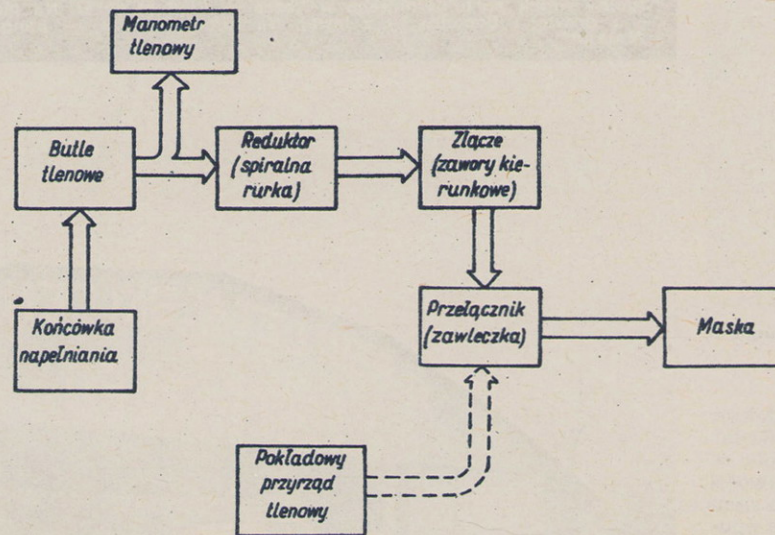 Manometr
tlenowy
Butle
tlenowe
Reduktor
(spiralna
rurka)
Złącze
(zawory kie-
runkowe)
Końcówka
napełniania
Przełącznik
(zawleczka)
Maska
Pokładowy
przyrząd
tlenowy